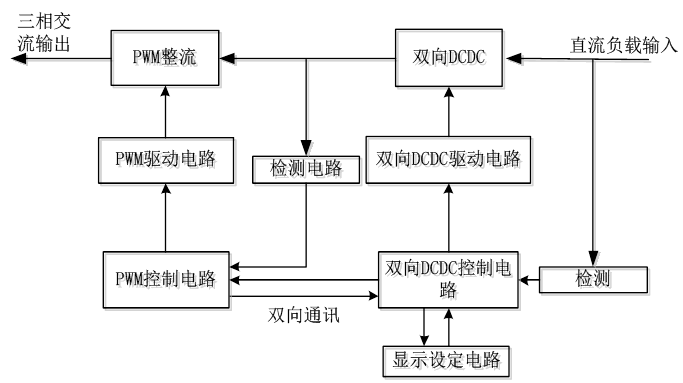 三相交
流输出
PWM整流
双向DCDC
直流负载输入
PWM驱动电路
检测电路
双向DCDC驱动电路
PWM控制电路
双向DCDC控制电
路
检测
双向通讯
显示设定电路